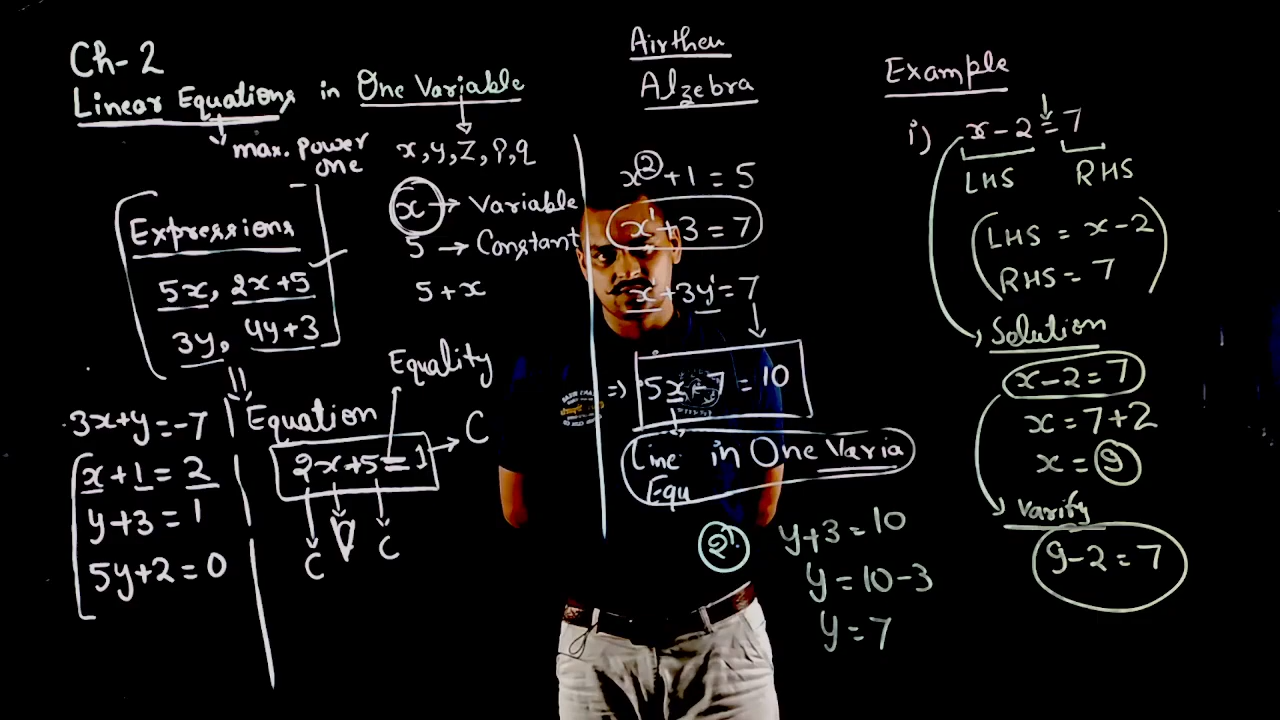 Ch-2
Linear Equations in One Variable
max. power one
x, y, z, p, q
x → Variable
5 → Constant
5+x
Expressions
5x, 2x+5
3y, 4y+3
Equality
3x+y=-7
x+1=2
y+3=1
5y+2=0
Equation
2x+5=1
C
C V C
Airtheu
Algebra
x²+1=5
x¹+3=7
x¹+3y¹=7
⇒ 5x-7=10
Line in One Varia
Equ
2)
y+3=10
y=10-3
y=7
Example
i) x-2=7
LHS RHS
LHS = x-2
RHS = 7
Solution
x-2=7
x=7+2
x=9
Varify
9-2=7